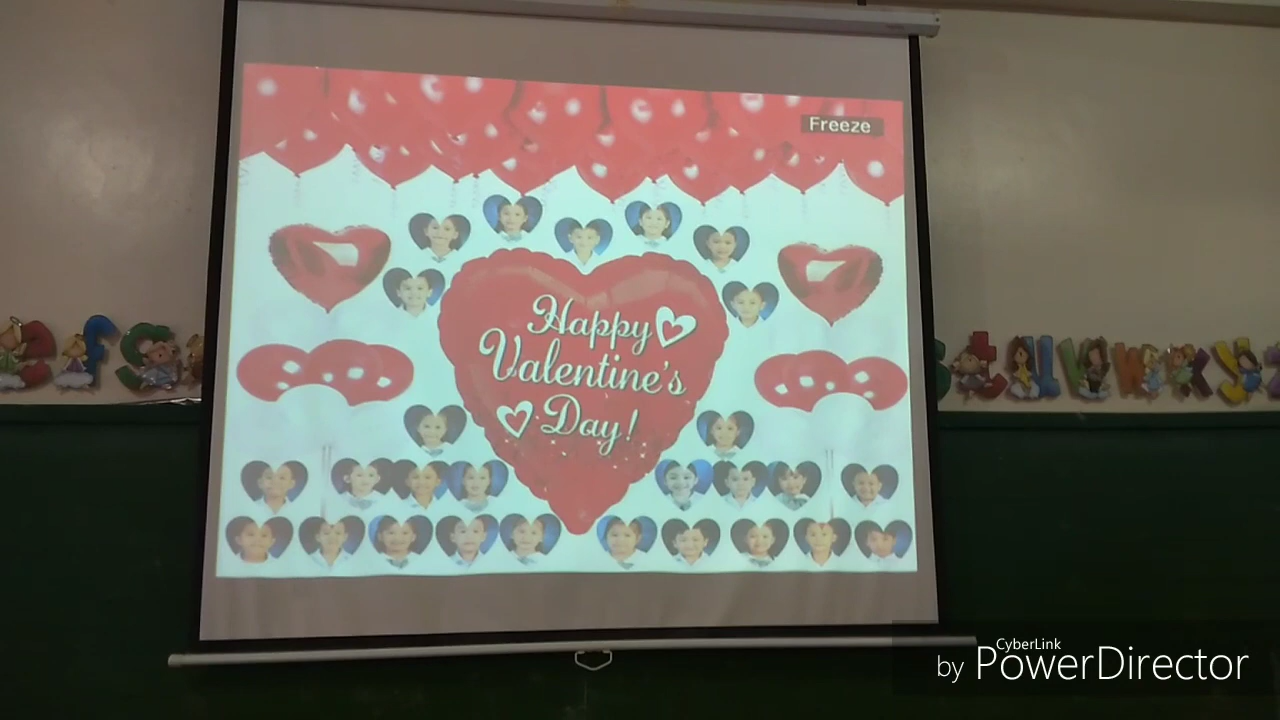 Freeze
Happy
Valentine's
Day!
e f g
t u v w x y z
CyberLink
by PowerDirector